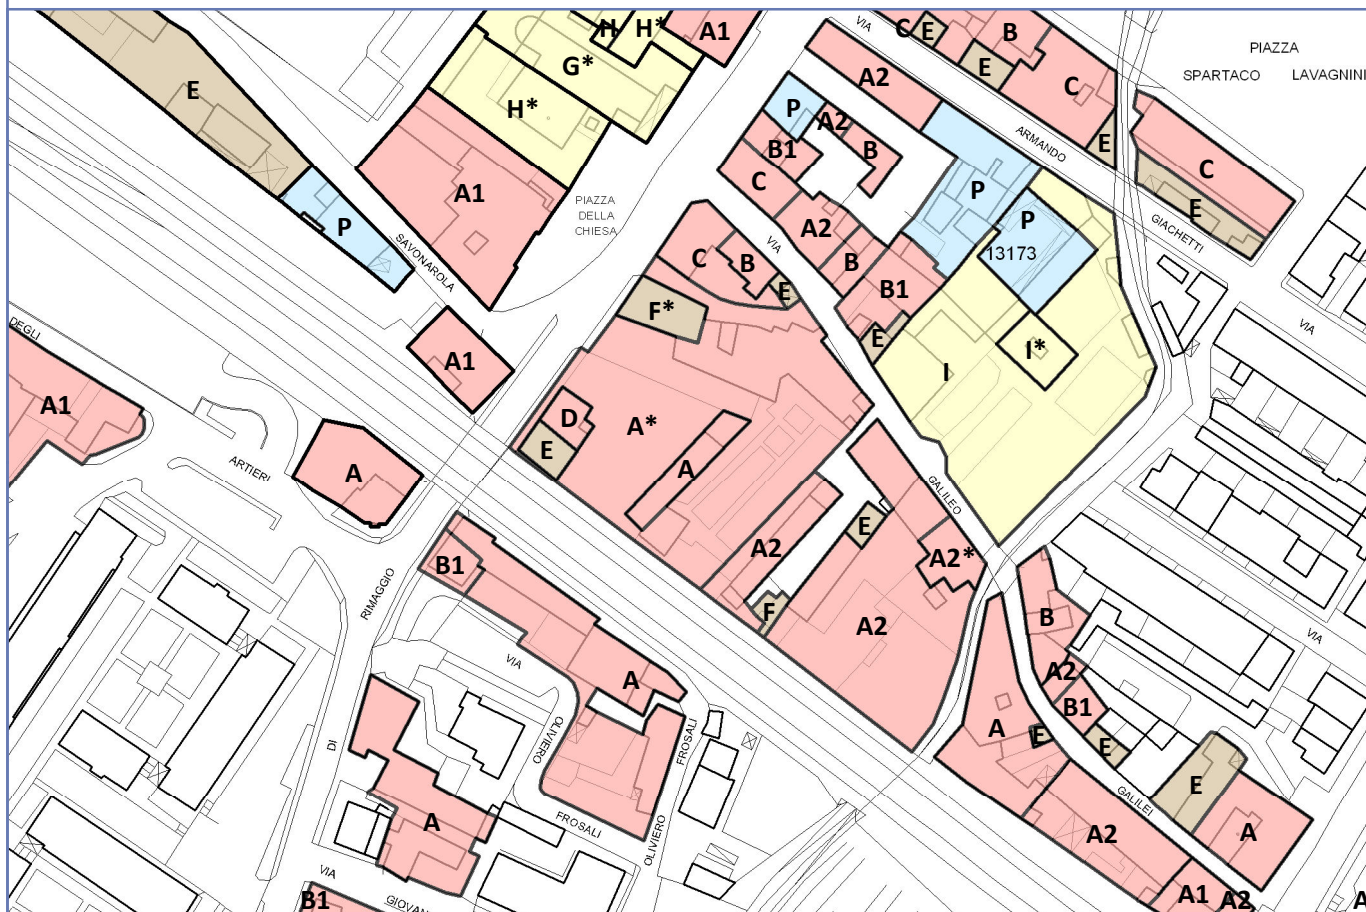 H
H*
A1
VIA
C
E
B
PIAZZA
SPARTACO LAVAGNINI
G*
E
A2
E
C
H*
P
A2
ARMANDO
E
B1
B
C
A1
C
P
E
P
PIAZZA
DELLA
CHIESA
P
A2
GIACHETTI
SAVONAROLA
VIA
13173
C
B
B
E
B1
F*
VIA
DEGLI
E
I*
A1
I
A1
D
A*
E
A
A
ARTIERI
GALILEO
E
A2
A2*
B1
RIMAGGIO
F
A2
B
VIA
VIA
A2
A
B1
A
E
E
DI
OLIVIERO
FROSALI
E
GALILEI
A
FROSALI
A2
A
OLIVIERO
VIA
B1
GIOVAN
A1
A2
A